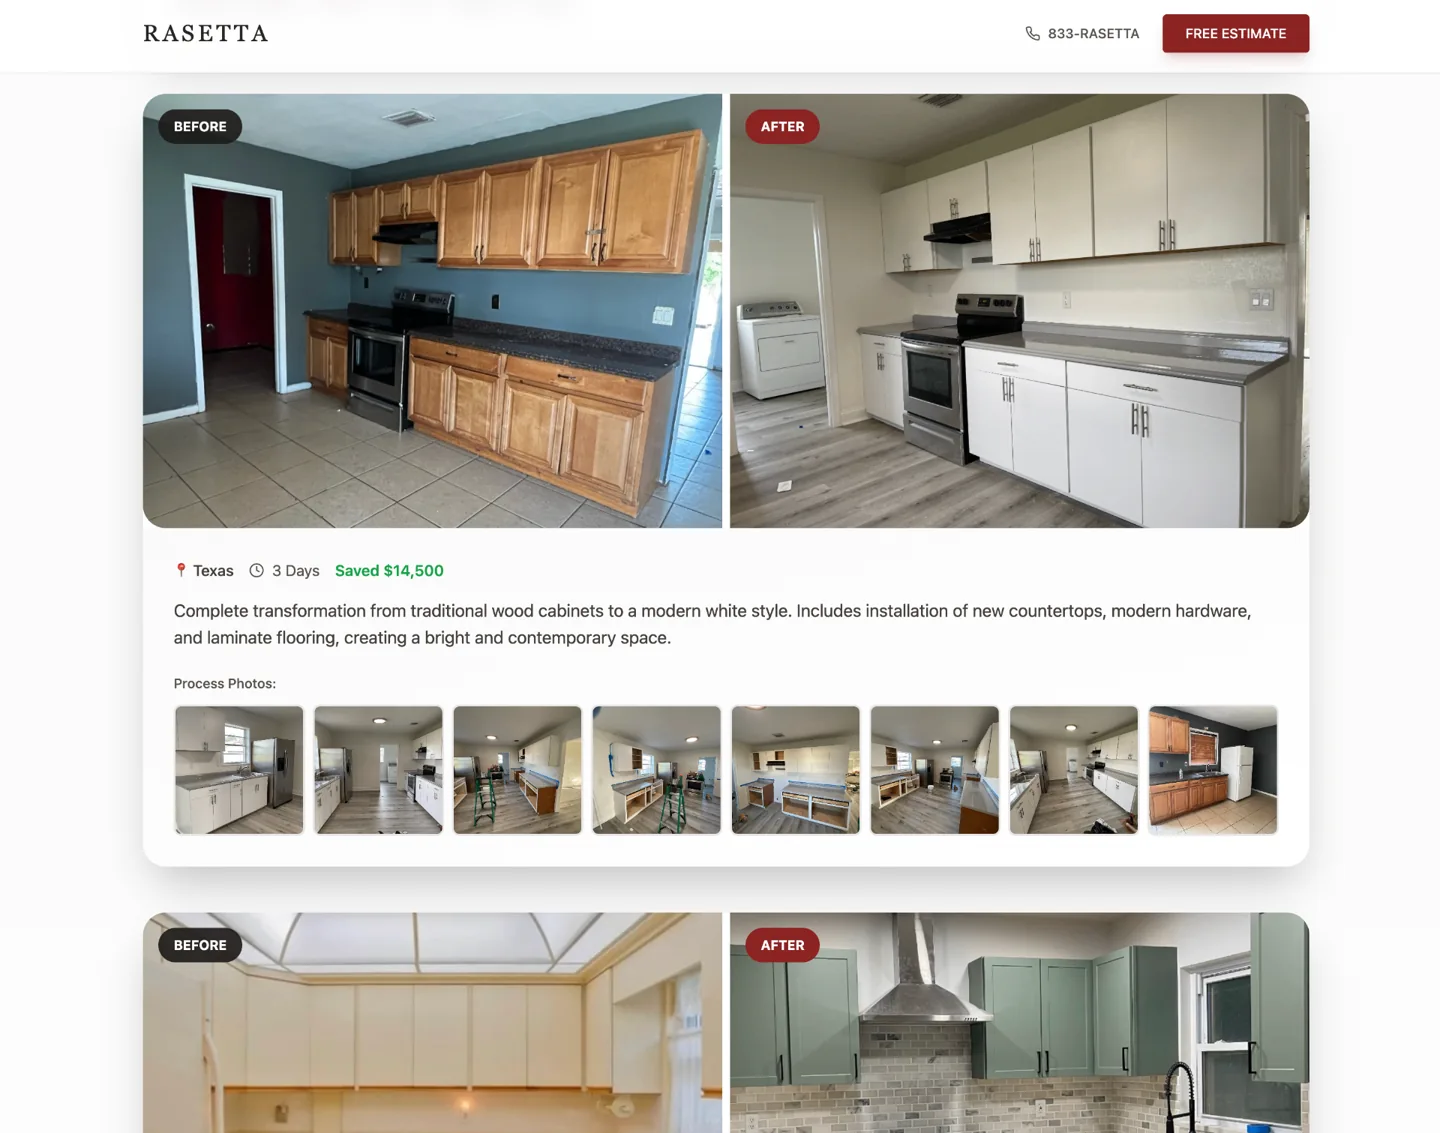 RASETTA
833-RASETTA
FREE ESTIMATE
BEFORE
AFTER
Texas
3 Days
Saved $14,500
Complete transformation from traditional wood cabinets to a modern white style. Includes installation of new countertops, modern hardware,
and laminate flooring, creating a bright and contemporary space.
Process Photos:
BEFORE
AFTER